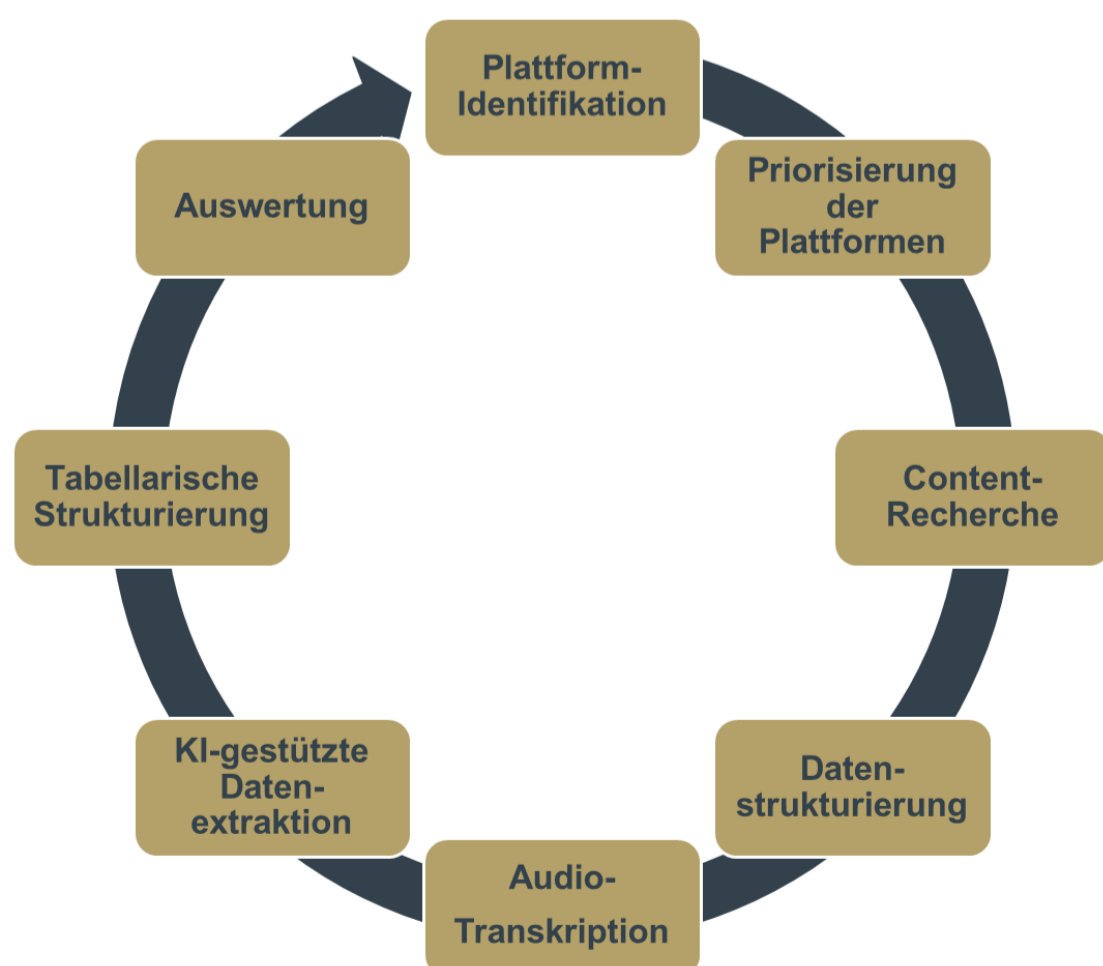 Plattform-
Identifikation
Priorisierung
der
Plattformen
Content-
Recherche
Daten-
strukturierung
Audio-
Transkription
KI-gestützte
Daten-
extraktion
Tabellarische
Strukturierung
Auswertung